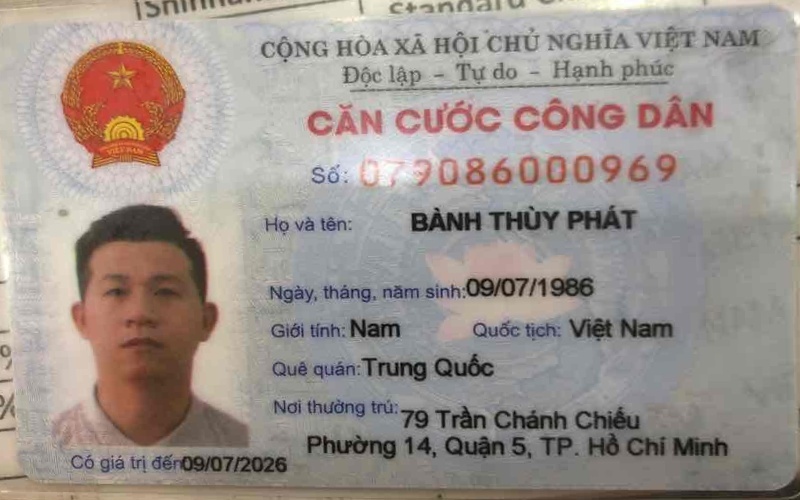 Shinhan
Standard C
CỘNG HÒA XÃ HỘI CHỦ NGHĨA VIỆT NAM
Độc lập - Tự do - Hạnh phúc
CĂN CƯỚC CÔNG DÂN
Số: 079086000969
Họ và tên: BÀNH THÙY PHÁT
Ngày, tháng, năm sinh: 09/07/1986
Giới tính: Nam Quốc tịch: Việt Nam
Quê quán: Trung Quốc
Nơi thường trú: 79 Trần Chánh Chiếu
Phường 14, Quận 5, TP. Hồ Chí Minh
Có giá trị đến 09/07/2026